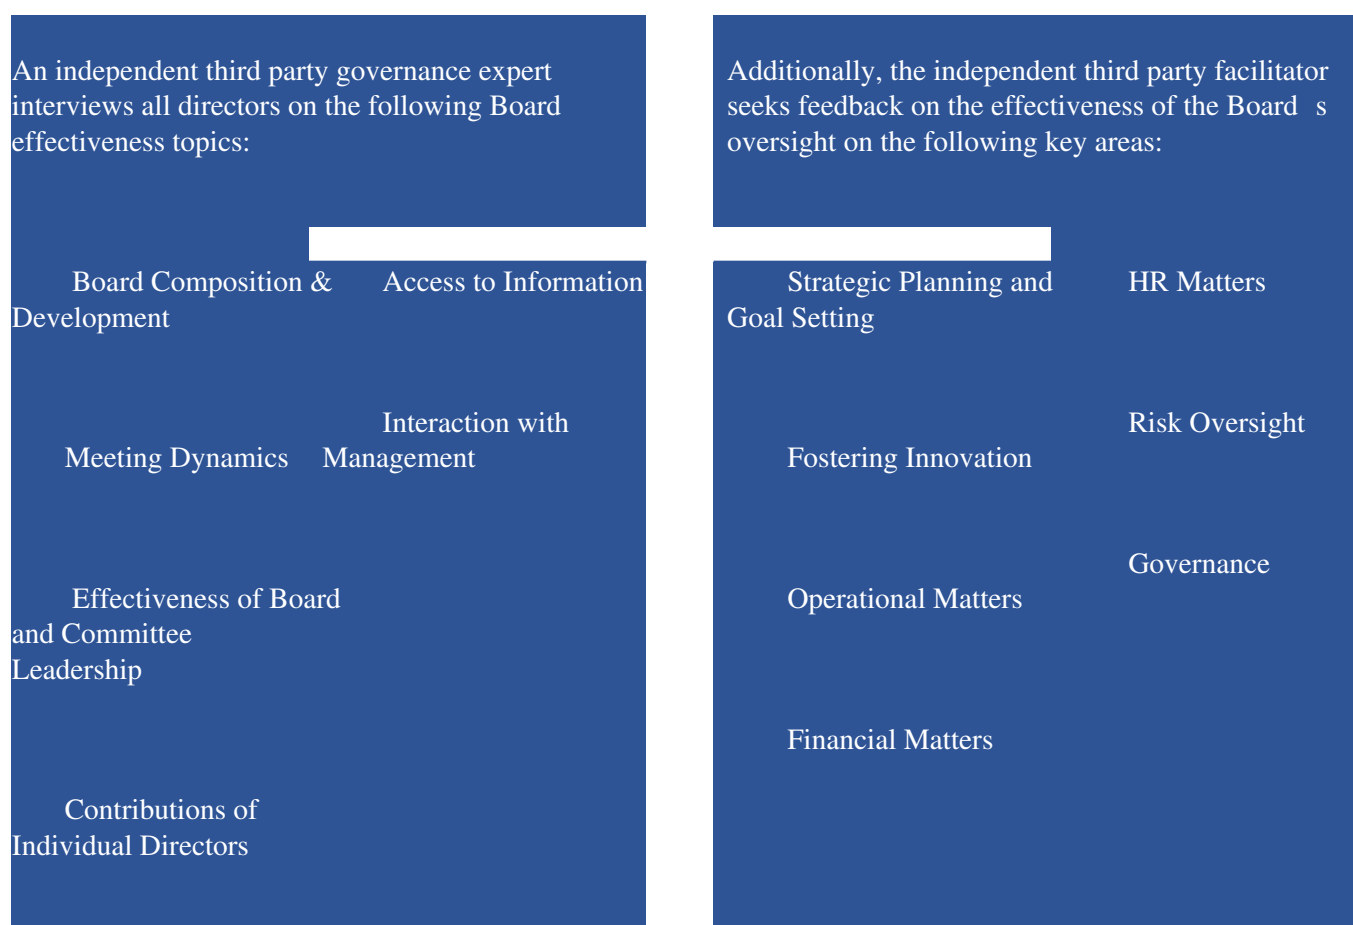 An independent third party governance expert
interviews all directors on the following Board
effectiveness topics:
Board Composition & Access to Information
Development
Interaction with
Meeting Dynamics Management
Effectiveness of Board
and Committee
Leadership
Contributions of
Individual Directors
Additionally, the independent third party facilitator
seeks feedback on the effectiveness of the Board s
oversight on the following key areas:
Strategic Planning and HR Matters
Goal Setting
Risk Oversight
Fostering Innovation
Governance
Operational Matters
Financial Matters